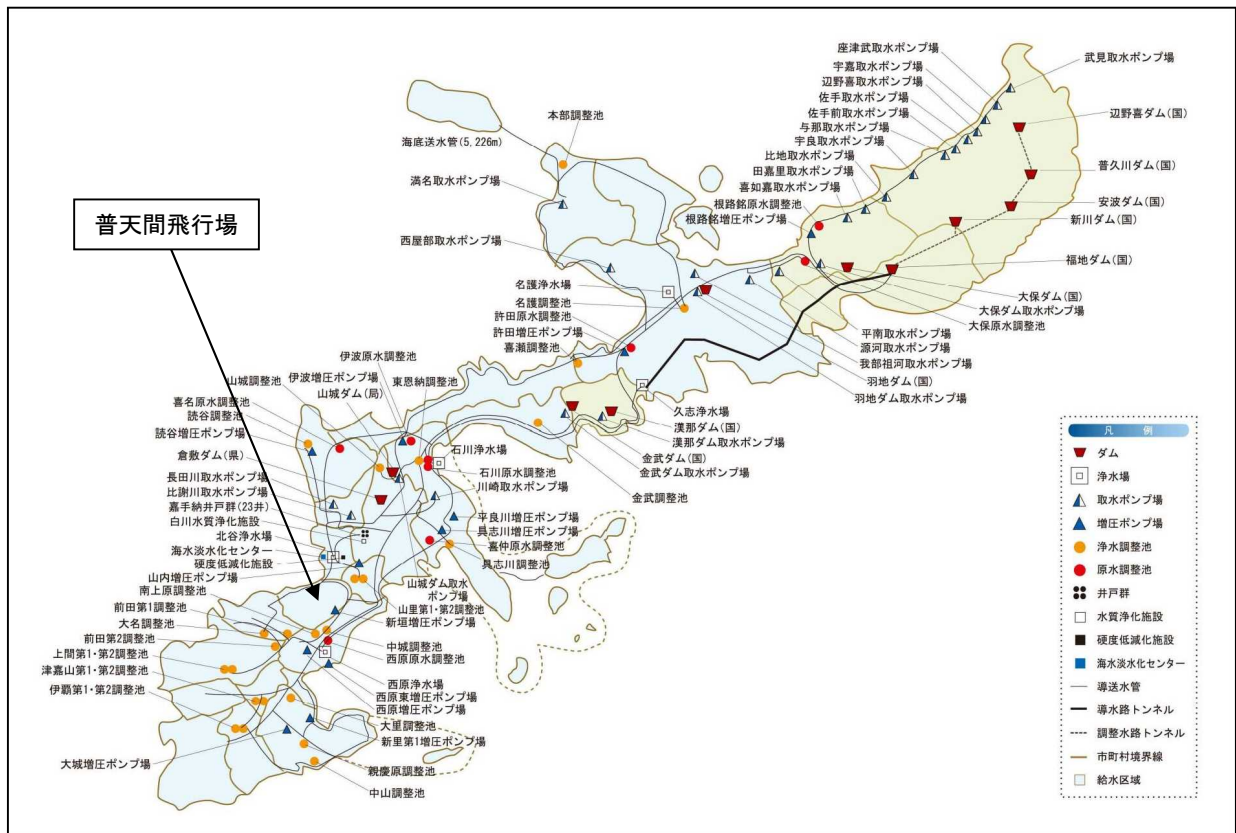 座津武取水ポンプ場
宇嘉取水ポンプ場
辺野喜取水ポンプ場
佐手取水ポンプ場
佐手前取水ポンプ場
与那取水ポンプ場
宇良取水ポンプ場
比地取水ポンプ場
田嘉里取水ポンプ場
喜如嘉取水ポンプ場
根路銘原水調整池
根路銘増圧ポンプ場
武見取水ポンプ場
辺野喜ダム(国)
普久川ダム(国)
安波ダム(国)
新川ダム(国)
福地ダム(国)
大保ダム(国)
大保ダム取水ポンプ場
大保原水調整池
平南取水ポンプ場
源河取水ポンプ場
我部祖河取水ポンプ場
羽地ダム(国)
羽地ダム取水ポンプ場
本部調整池
海底送水管(5,226m)
満名取水ポンプ場
西屋部取水ポンプ場
名護浄水場
名護調整池
許田原水調整池
許田増圧ポンプ場
喜瀬調整池
普天間飛行場
久志浄水場
漢那ダム(国)
漢那ダム取水ポンプ場
金武ダム(国)
金武ダム取水ポンプ場
金武調整池
伊波原水調整池
伊波増圧ポンプ場
東恩納調整池
山城調整池
山城ダム(局)
喜名原水調整池
読谷調整池
読谷増圧ポンプ場
倉敷ダム(県)
長田川取水ポンプ場
比謝川取水ポンプ場
嘉手納井戸群(23井)
白川水質浄化施設
北谷浄水場
海水淡水化センター
硬度低減化施設
山内増圧ポンプ場
南上原調整池
前田第1調整池
大名調整池
前田第2調整池
上間第1・第2調整池
津嘉山第1・第2調整池
伊覇第1・第2調整池
大城増圧ポンプ場
石川浄水場
石川原水調整池
川崎取水ポンプ場
平良川増圧ポンプ場
具志川増圧ポンプ場
喜仲原水調整池
具志川調整池
山城ダム取水
ポンプ場
山里第1・第2調整池
新垣増圧ポンプ場
中城調整池
西原原水調整池
西原浄水場
西原東増圧ポンプ場
西原増圧ポンプ場
大里調整池
新里第1増圧ポンプ場
親慶原調整池
中山調整池
凡 例
ダム
浄水場
取水ポンプ場
増圧ポンプ場
浄水調整池
原水調整池
井戸群
水質浄化施設
硬度低減化施設
海水淡水化センター
導送水管
導水路トンネル
調整水路トンネル
市町村境界線
給水区域